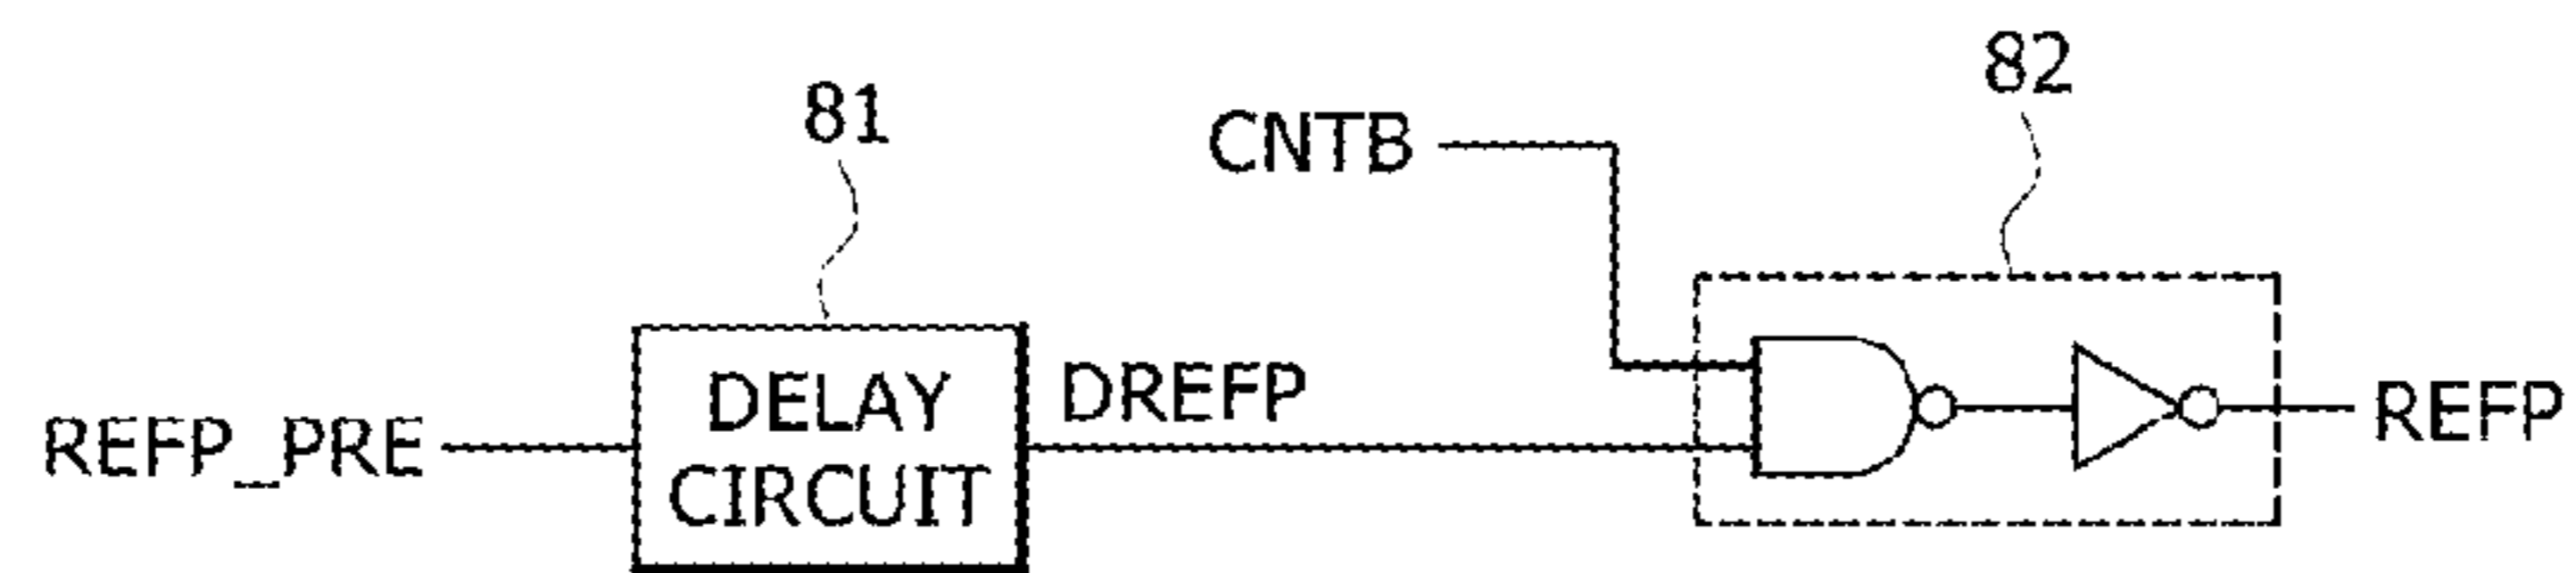 81
CNTB
82
REFP_PRE
DELAY
CIRCUIT
DREFP
REFP